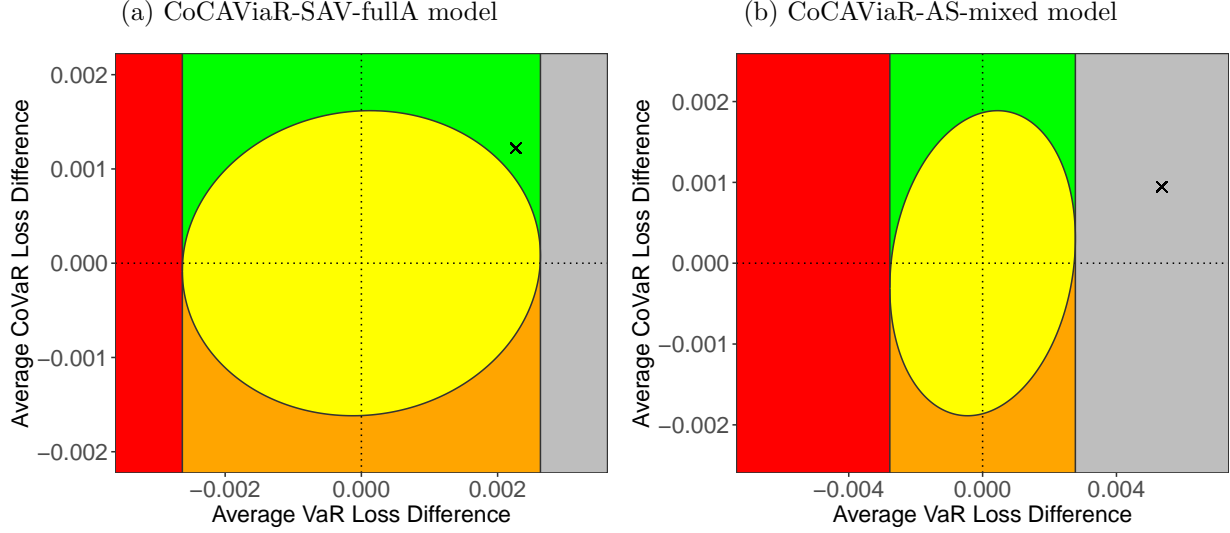 (a) CoCAViaR-SAV-fullA model
Average CoVaR Loss Difference
0.002
0.001
0.000
−0.001
−0.002
−0.002 0.000 0.002
Average VaR Loss Difference
(b) CoCAViaR-AS-mixed model
Average CoVaR Loss Difference
0.002
0.001
0.000
−0.001
−0.002
−0.004 0.000 0.004
Average VaR Loss Difference